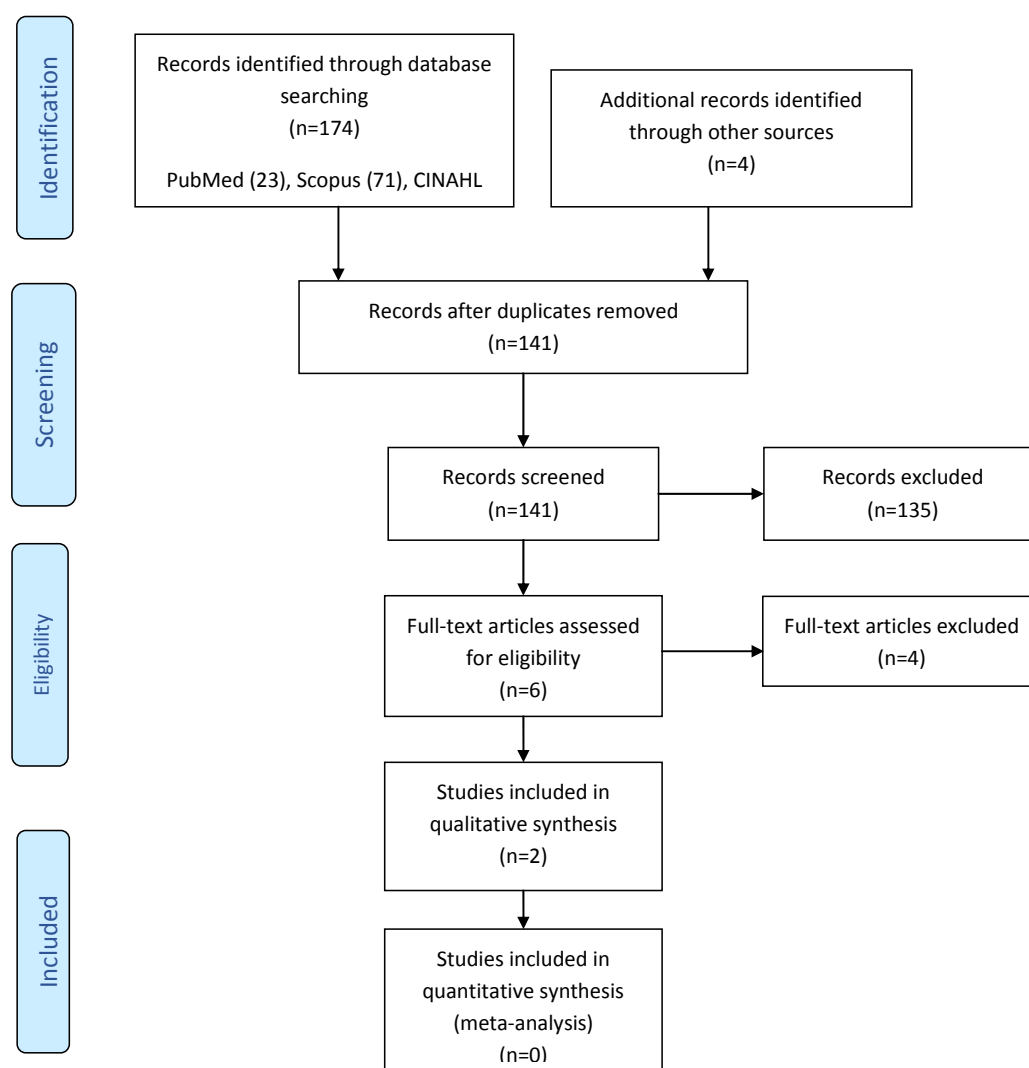 Identification
Records identified through database
searching
(n=174)
PubMed (23), Scopus (71), CINAHL
Additional records identified
through other sources
(n=4)
Screening
Records after duplicates removed
(n=141)
Records screened
(n=141)
Records excluded
(n=135)
Eligibility
Full-text articles assessed
for eligibility
(n=6)
Full-text articles excluded
(n=4)
Included
Studies included in
qualitative synthesis
(n=2)
Studies included in
quantitative synthesis
(meta-analysis)
(n=0)